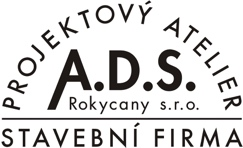 PROJEKTOVÝ ATELIER
A.D.S.
Rokycany s.r.o.
STAVEBNÍ FIRMA